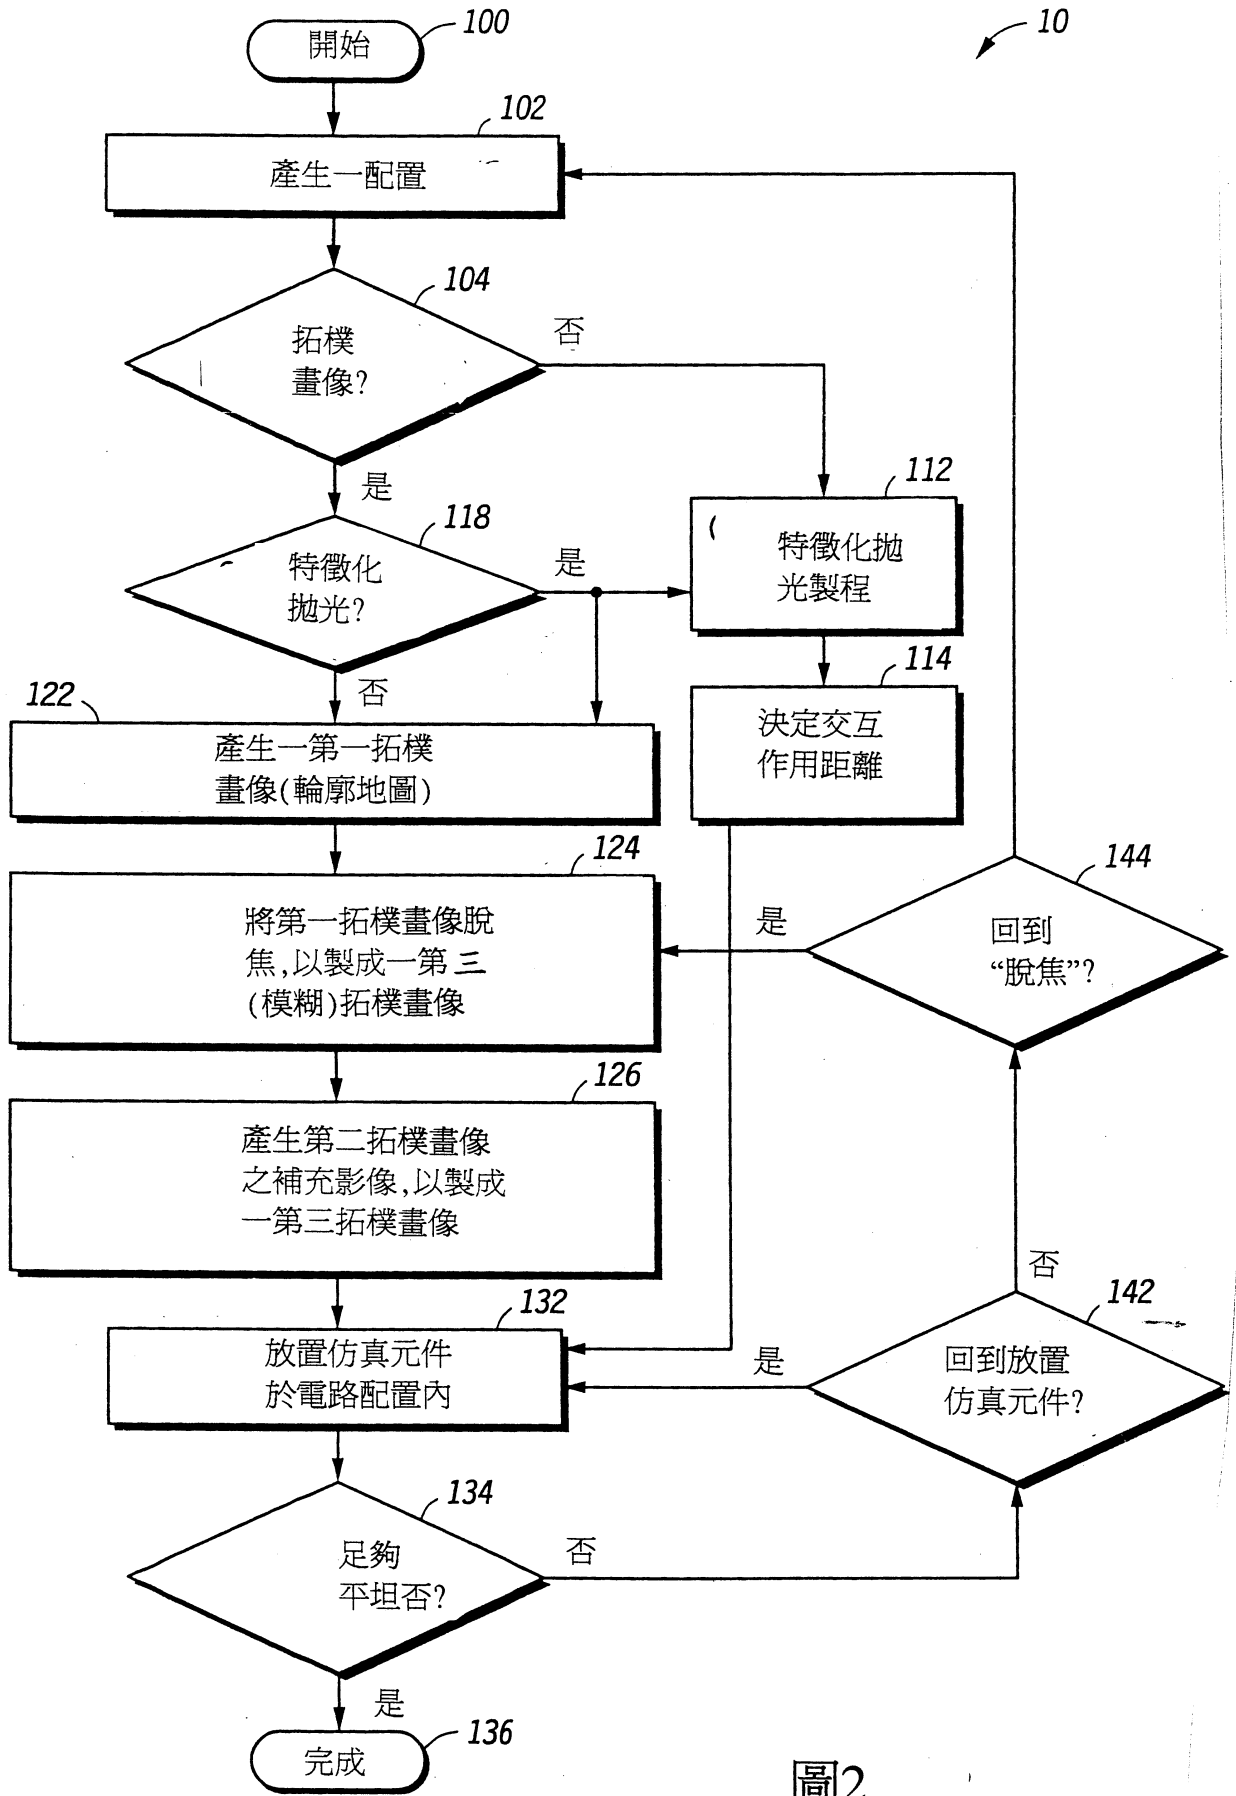 100
10
開始
102
產生一配置
104
拓樸
畫像?
否
是
112
特徵化拋
光製程
118
特徵化
拋光?
是
否
114
決定交互
作用距離
122
產生一第一拓樸
畫像(輪廓地圖)
124
將第一拓樸畫像脫
焦,以製成一第三
(模糊)拓樸畫像
144
是
回到
“脫焦”?
126
產生第二拓樸畫像
之補充影像,以製成
一第三拓樸畫像
否
132
放置仿真元件
於電路配置內
142
是
回到放置
仿真元件?
134
足夠
平坦否?
否
是
136
完成
圖2